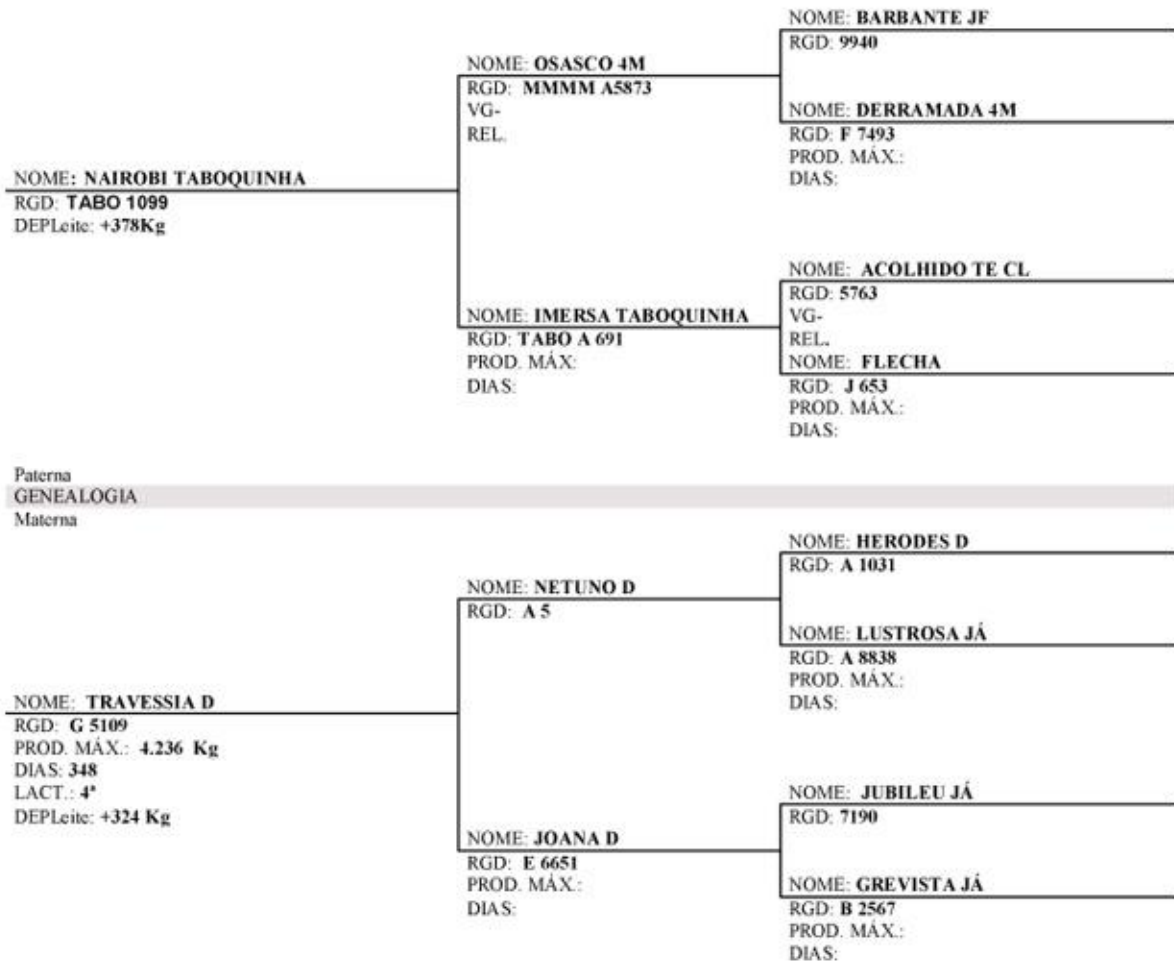 NOME: BARBANTE JF
RGD: 9940
NOME: OSASCO 4M
RGD: MMMM A5873
VG-
REL.
NOME: DERRAMADA 4M
RGD: F 7493
PROD. MÁX.:
DIAS:
NOME: NAIROBI TABOQUINHA
RGD: TABO 1099
DEPLeite: +378Kg
NOME: ACOLHIDO TE CL
RGD: 5763
VG-
REL.
NOME: IMERSA TABOQUINHA
RGD: TABO A 691
PROD. MÁX:
DIAS:
NOME: FLECHA
RGD: J 653
PROD. MÁX.:
DIAS:
Paterna
GENEALOGIA
Materna
NOME: HERODES D
RGD: A 1031
NOME: NETUNO D
RGD: A 5
NOME: LUSTROSA JÁ
RGD: A 8838
PROD. MÁX.:
DIAS:
NOME: TRAVESSIA D
RGD: G 5109
PROD. MÁX.: 4.236 Kg
DIAS: 348
LACT.: 4ª
DEPLeite: +324 Kg
NOME: JUBILEU JÁ
RGD: 7190
NOME: JOANA D
RGD: E 6651
PROD. MÁX.:
DIAS:
NOME: GREVISTA JÁ
RGD: B 2567
PROD. MÁX.:
DIAS: